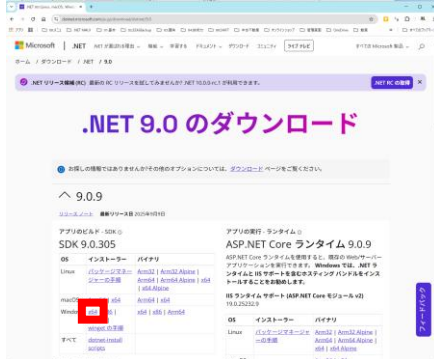 Microsoft | .NET
ライブ TV
すべての Microsoft 製品
ホーム / ダウンロード / .NET / 9.0
.NET リリース候補 (RC) 最新の RC リリースを試してみませんか? .NET 10.0.0-rc.1 が利用できます。
.NET RC の取得
.NET 9.0 のダウンロード
お探しの情報ではありませんか?その他のオプションについては、ダウンロード ページをご覧ください。
9.0.9
リリース ノート 最新リリース日 2025年9月9日
アプリのビルド - SDK
SDK 9.0.305
OS インストーラー バイナリ
Linux パッケージマネージャーの手順 Arm32 | Arm32 Alpine | Arm64 | Arm64 Alpine | x64 | x64 Alpine
macOS x64 Arm64 | x64
Windows x64 | x86 | winget の手順 x64 | x86 | Arm64
すべて dotnet-install scripts
アプリの実行 - ランタイム
ASP.NET Core ランタイム 9.0.9
ASP.NET Core ランタイムを使用すると、既存の Web/サーバー アプリケーションを実行できます。Windows では、.NET ランタイムと IIS サポートを含むホスティング バンドルをインストールすることをお勧めします。
IIS ランタイム サポート (ASP.NET Core モジュール v2)
19.0.25232.9
OS インストーラー バイナリ
Linux パッケージマネージャーの手順 Arm32 | Arm32 Alpine | Arm64 | Arm64 Alpine | x64 | x64 Alpine
フィードバック